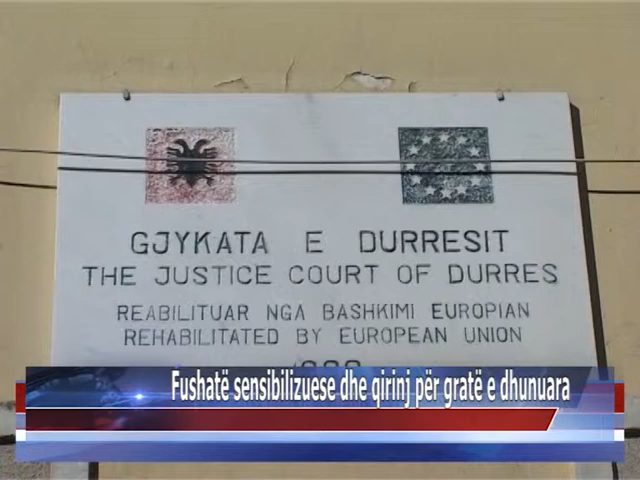 GJYKATA E DURRESIT
THE JUSTICE COURT OF DURRES
REABILITUAR NGA BASHKIMI EUROPIAN
REHABILITATED BY EUROPEAN UNION
Fushatë sensibilizuese dhe qirinj për gratë e dhunuara